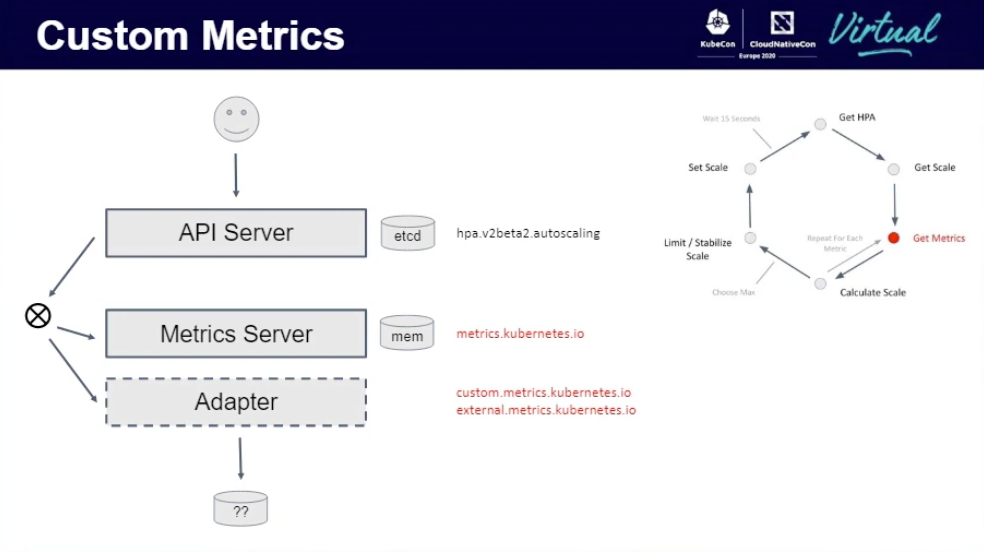 Custom Metrics
KubeCon
CloudNativeCon
Europe 2020
Virtual
API Server
etcd
hpa.v2beta2.autoscaling
Metrics Server
mem
metrics.kubernetes.io
Adapter
custom.metrics.kubernetes.io
external.metrics.kubernetes.io
??
Wait 15 Seconds
Get HPA
Set Scale
Get Scale
Limit / Stabilize
Scale
Repeat For Each
Metric
Get Metrics
Choose Max
Calculate Scale